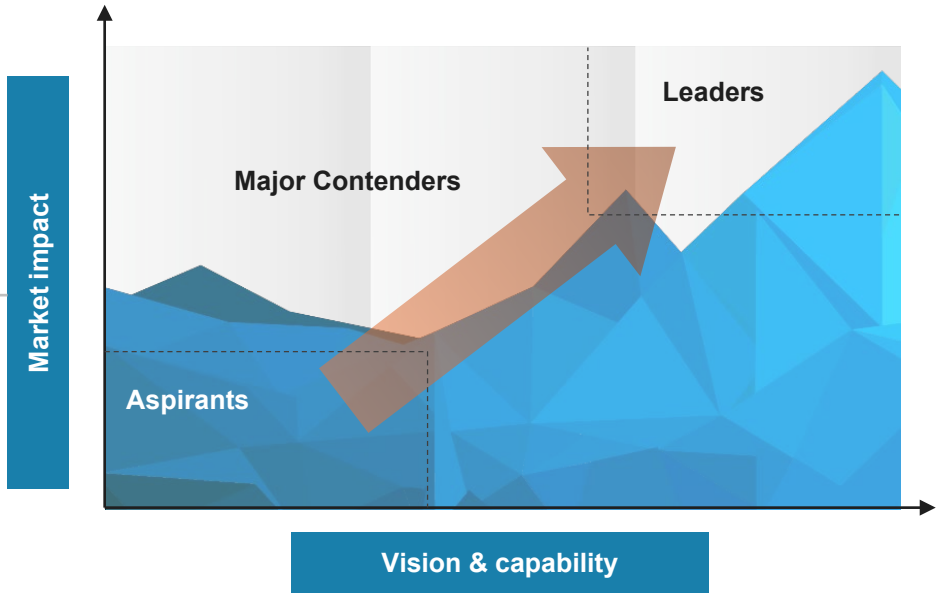 Leaders
Major Contenders
Market impact
Aspirants
Vision & capability